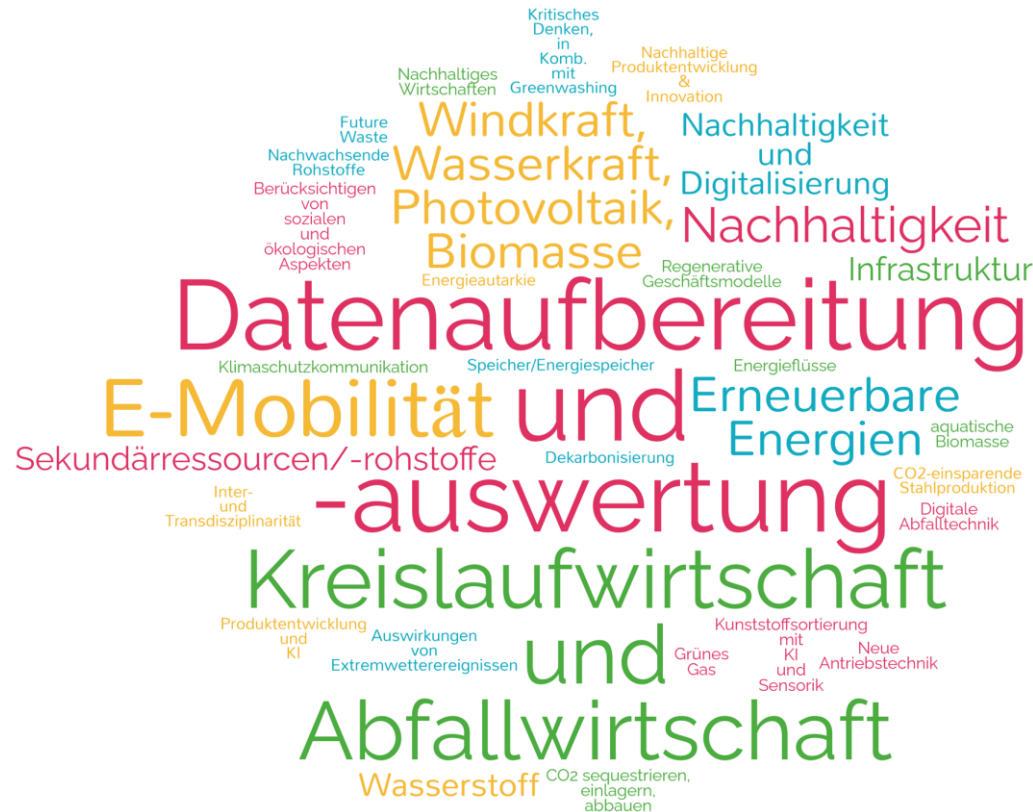 Kritisches
Denken,
in
Komb.
mit
Greenwashing
Nachhaltige
Produktentwicklung
&
Innovation
Nachhaltiges
Wirtschaften
Windkraft,
Wasserkraft,
Photovoltaik,
Biomasse
Nachhaltigkeit
und
Digitalisierung
Future
Waste
Nachwachsende
Rohstoffe
Berücksichtigen
von
sozialen
und
ökologischen
Aspekten
Nachhaltigkeit
Energieautarkie
Regenerative
Geschäftsmodelle
Infrastruktur
Datenaufbereitung
und
-auswertung
Klimaschutzkommunikation
Speicher/Energiespeicher
Energieflüsse
E-Mobilität
Erneuerbare
Energien
aquatische
Biomasse
Sekundärressourcen/-rohstoffe
Dekarbonisierung
CO2-einsparende
Stahlproduktion
Inter-
und
Transdisziplinarität
Digitale
Abfalltechnik
Kreislaufwirtschaft
und
Abfallwirtschaft
Produktentwicklung
und
KI
Auswirkungen
von
Extremwetterereignissen
Grünes
Gas
Kunststoffsortierung
mit
KI
und
Sensorik
Neue
Antriebstechnik
Wasserstoff
CO2 sequestrieren,
einlagern,
abbauen